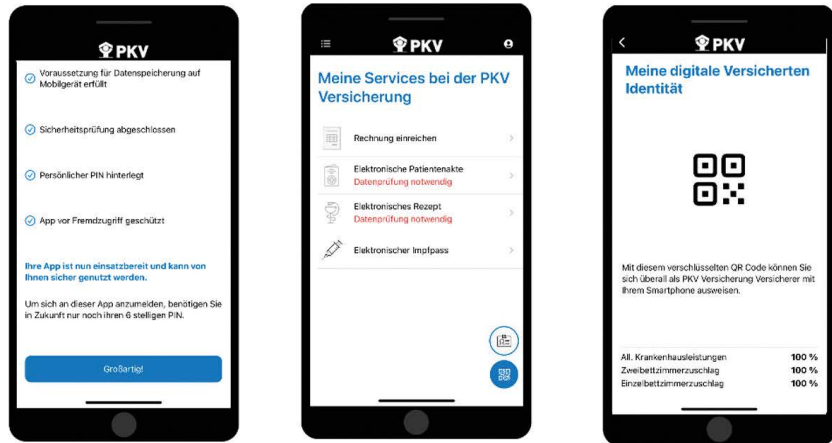 PKV
Voraussetzung für Datenspeicherung auf
Mobilgerät erfüllt
Sicherheitsprüfung abgeschlossen
Persönlicher PIN hinterlegt
App vor Fremdzugriff geschützt
Ihre App ist nun einsatzbereit und kann von
Ihnen sicher genutzt werden.
Um sich an dieser App anzumelden, benötigen Sie
in Zukunft nur noch ihren 6 stelligen PIN.
Großartig!
PKV
Meine Services bei der PKV
Versicherung
Rechnung einreichen
Elektronische Patientenakte
Datenprüfung notwendig
Elektronisches Rezept
Datenprüfung notwendig
Elektronischer Impfpass
PKV
Meine digitale Versicherten
Identität
Mit diesem verschlüsselten QR Code können Sie
sich überall als PKV Versicherung Versicherer mit
Ihrem Smartphone ausweisen.
All. Krankenhausleistungen 100 %
Zweibettzimmerzuschlag 100 %
Einzelbettzimmerzuschlag 100 %